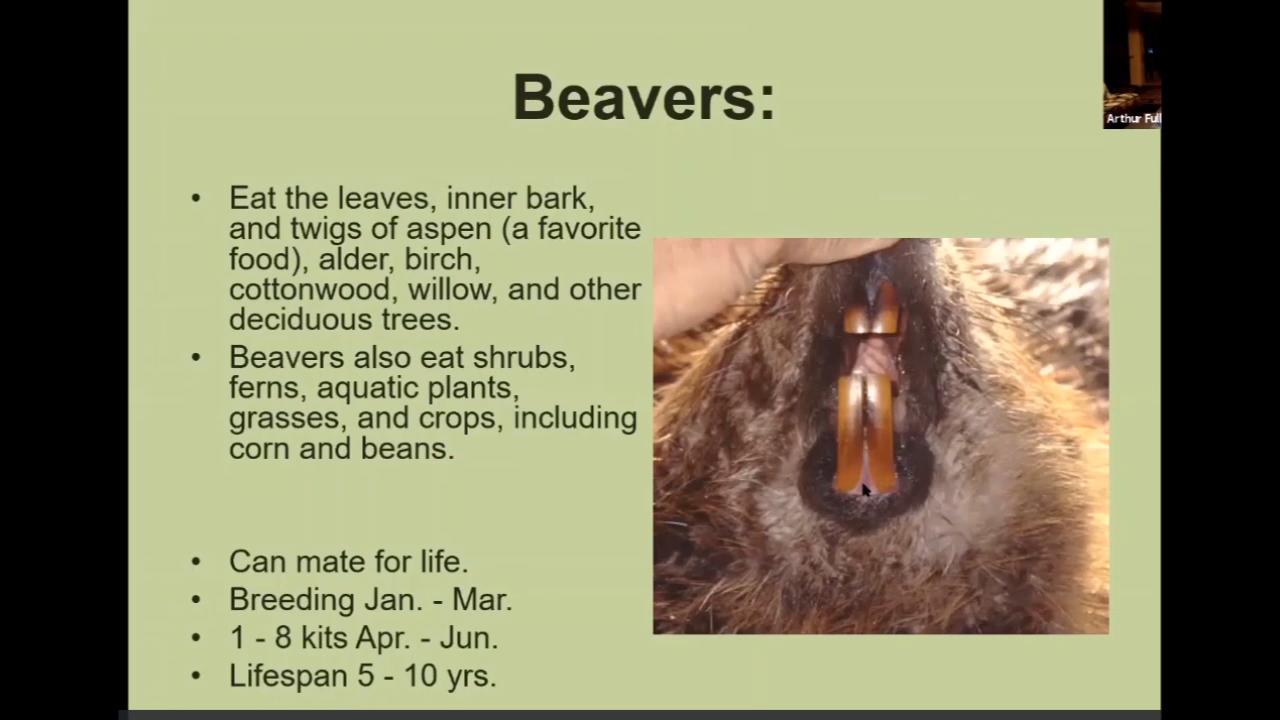 Beavers:
Arthur Full
• Eat the leaves, inner bark,
and twigs of aspen (a favorite
food), alder, birch,
cottonwood, willow, and other
deciduous trees.
• Beavers also eat shrubs,
ferns, aquatic plants,
grasses, and crops, including
corn and beans.
• Can mate for life.
• Breeding Jan. - Mar.
• 1 - 8 kits Apr. - Jun.
• Lifespan 5 - 10 yrs.